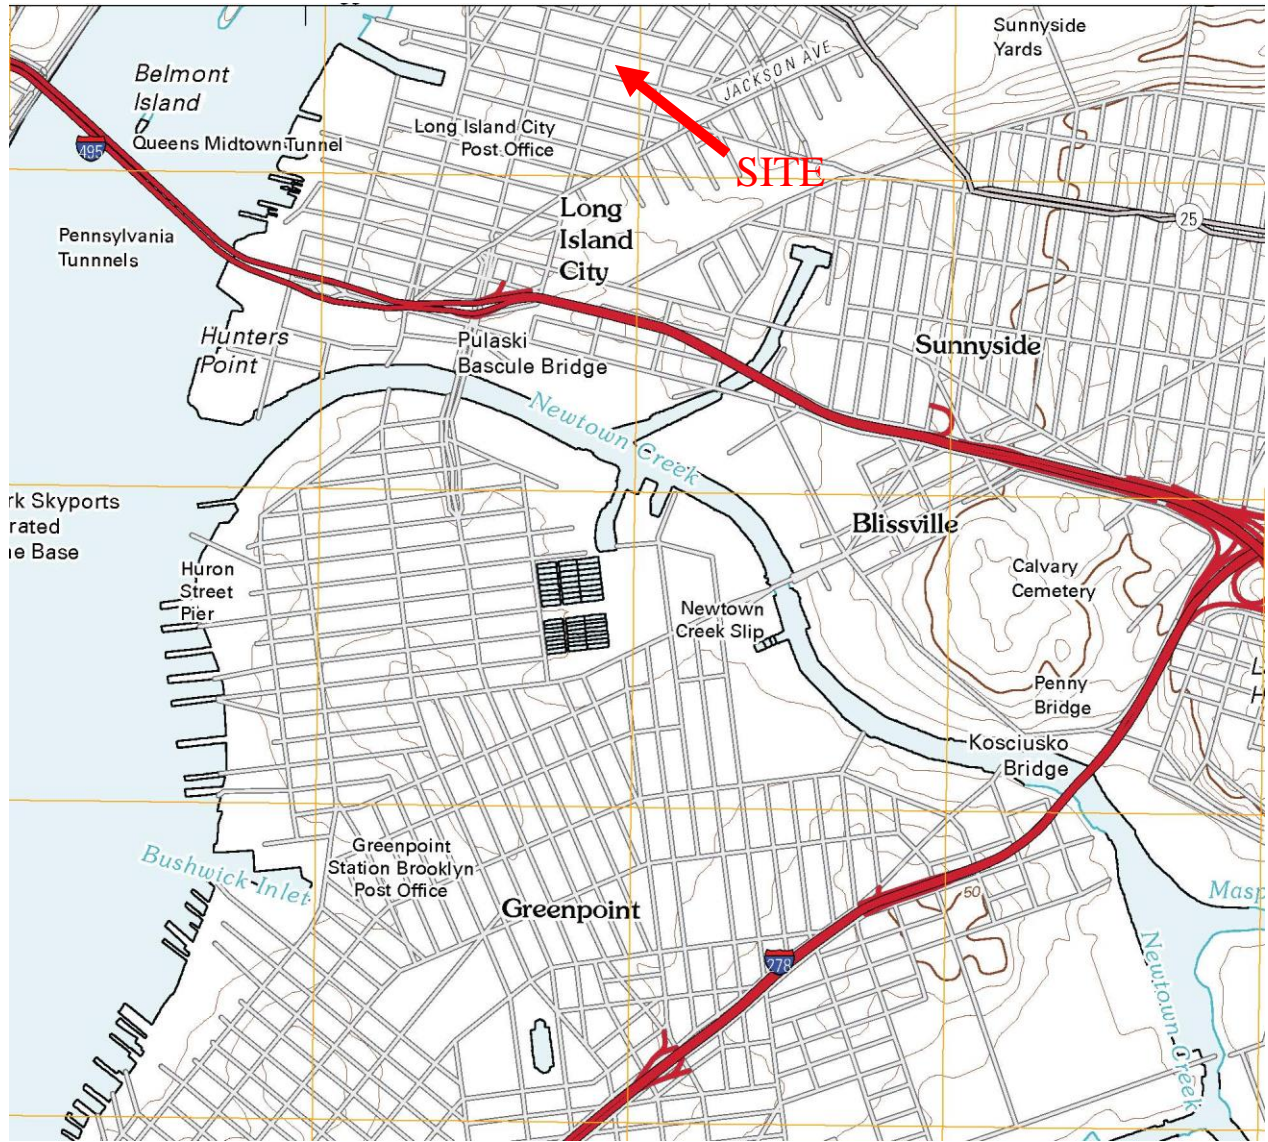 Sunnyside
Yards
JACKSON AVE
Belmont
Island
Queens Midtown Tunnel
495
Long Island City
Post Office
SITE
25
Pennsylvania
Tunnnels
Long
Island
City
Hunters
Point
Pulaski
Bascule Bridge
Sunnyside
Newtown Creek
rk Skyports
rated
ne Base
Blissville
Calvary
Cemetery
Huron
Street
Pier
Newtown
Creek Slip
Penny
Bridge
Kosciusko
Bridge
Greenpoint
Station Brooklyn
Post Office
Bushwick Inlet
Greenpoint
50
Masp
278
Newtown Creek